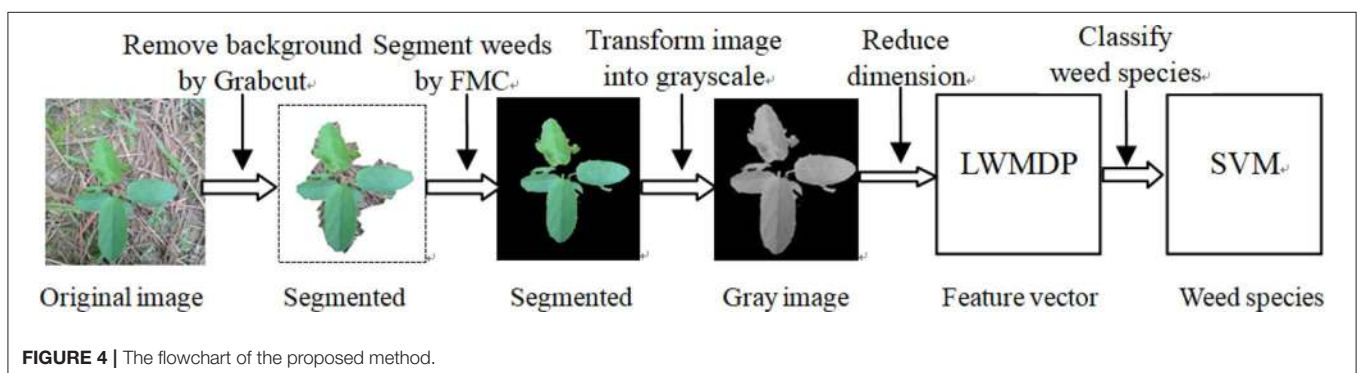 Remove background
by Grabcut
Segment weeds
by FMC
Transform image
into grayscale
Reduce
dimension
Classify
weed species
LWMDP
SVM
Original image
Segmented
Segmented
Gray image
Feature vector
Weed species
FIGURE 4 | The flowchart of the proposed method.